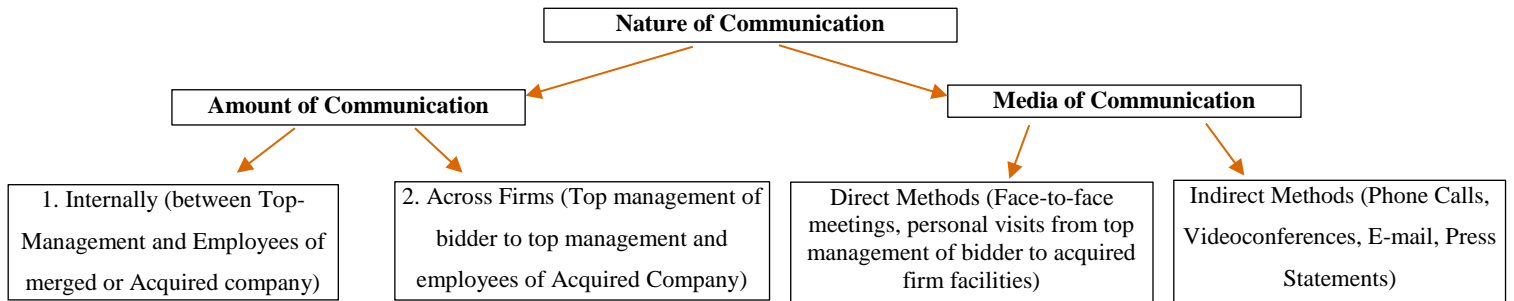 Nature of Communication
Amount of Communication
Media of Communication
1. Internally (between Top-
Management and Employees of
merged or Acquired company)
2. Across Firms (Top management of
bidder to top management and
employees of Acquired Company)
Direct Methods (Face-to-face
meetings, personal visits from top
management of bidder to acquired
firm facilities)
Indirect Methods (Phone Calls,
Videoconferences, E-mail, Press
Statements)